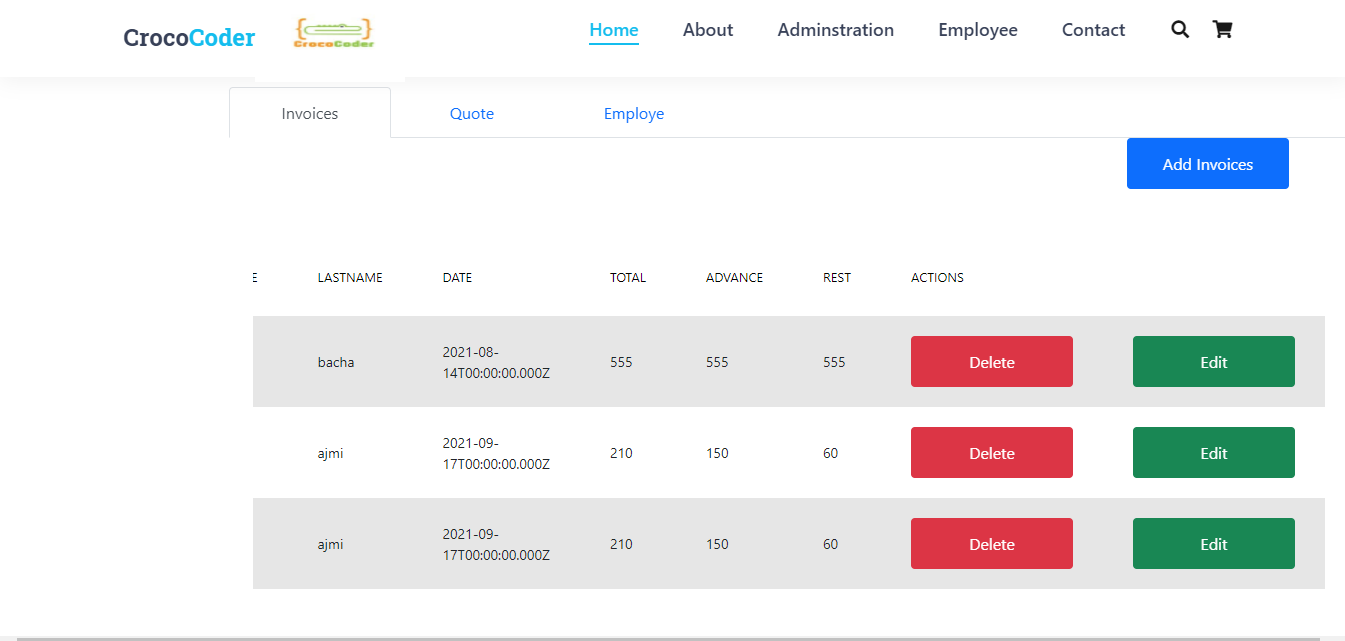 CrocoCoder
CrocoCoder
Home About Adminstration Employee Contact
Invoices Quote Employe
Add Invoices
E LASTNAME DATE TOTAL ADVANCE REST ACTIONS
bacha 2021-08-14T00:00:00.000Z 555 555 555 Delete Edit
ajmi 2021-09-17T00:00:00.000Z 210 150 60 Delete Edit
ajmi 2021-09-17T00:00:00.000Z 210 150 60 Delete Edit